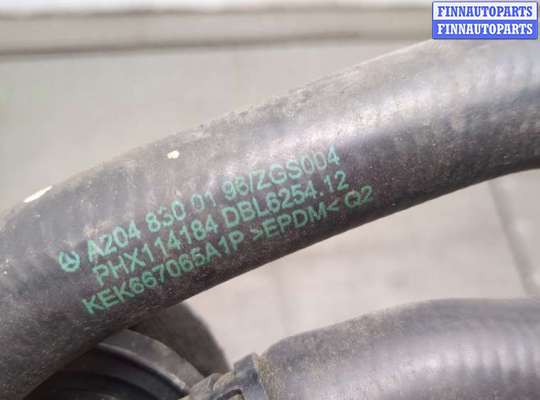 FINNAUTOPARTS
FINNAUTOPARTS
A204 830 01 96/ZGS004
PHX114184 DBL6254.12
KEK667065A1P >EPDM< Q2